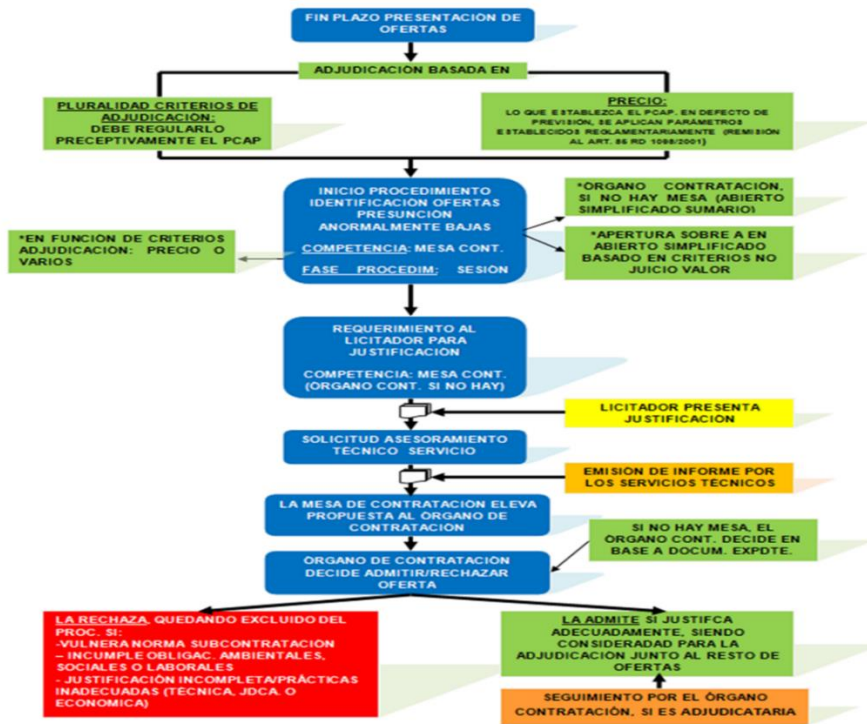 FIN PLAZO PRESENTACIÓN DE
OFERTAS
ADJUDICACIÓN BASADA EN
PLURALIDAD CRITERIOS DE
ADJUDICACIÓN:
DEBE REGULARLO
PRECEPTIVAMENTE EL PCAP
PRECIO:
LO QUE ESTABLEZCA EL PCAP. EN DEFECTO DE
PREVISIÓN, SE APLICAN PARÁMETROS
ESTABLECIDOS REGLAMENTARIAMENTE (REMISIÓN
AL ART. 85 RD 1098/2001)
INICIO PROCEDIMIENTO
IDENTIFICACIÓN OFERTAS
PRESUNCIÓN
ANORMALMENTE BAJAS
COMPETENCIA: MESA CONT.
FASE PROCEDIM: SESIÓN
*ÓRGANO CONTRATACIÓN,
SI NO HAY MESA (ABIERTO
SIMPLIFICADO SUMARIO)
*APERTURA SOBRE A EN
ABIERTO SIMPLIFICADO
BASADO EN CRITERIOS NO
JUICIO VALOR
*EN FUNCIÓN DE CRITERIOS
ADJUDICACIÓN: PRECIO O
VARIOS
REQUERIMIENTO AL
LICITADOR PARA
JUSTIFICACIÓN
COMPETENCIA: MESA CONT.
(ÓRGANO CONT. SI NO HAY)
LICITADOR PRESENTA
JUSTIFICACIÓN
SOLICITUD ASESORAMIENTO
TÉCNICO SERVICIO
EMISIÓN DE INFORME POR
LOS SERVICIOS TÉCNICOS
LA MESA DE CONTRATACIÓN ELEVA
PROPUESTA AL ÓRGANO DE
CONTRATACIÓN
SI NO HAY MESA, EL
ÓRGANO CONT. DECIDE EN
BASE A DOCUM. EXPDTE.
ÓRGANO DE CONTRATACIÓN
DECIDE ADMITIR/RECHAZAR
OFERTA
LA RECHAZA, QUEDANDO EXCLUIDO DEL
PROC. SI:
-VULNERA NORMA SUBCONTRATACIÓN
– INCUMPLE OBLIGAC. AMBIENTALES,
SOCIALES O LABORALES
- JUSTIFICACIÓN INCOMPLETA/PRÁCTICAS
INADECUADAS (TÉCNICA, JDCA. O
ECONOMICA)
LA ADMITE SI JUSTIFCA
ADECUADAMENTE, SIENDO
CONSIDERADAD PARA LA
ADJUDICACIÓN JUNTO AL RESTO DE
OFERTAS
SEGUIMIENTO POR EL ÓRGANO
CONTRATACIÓN, SI ES ADJUDICATARIA